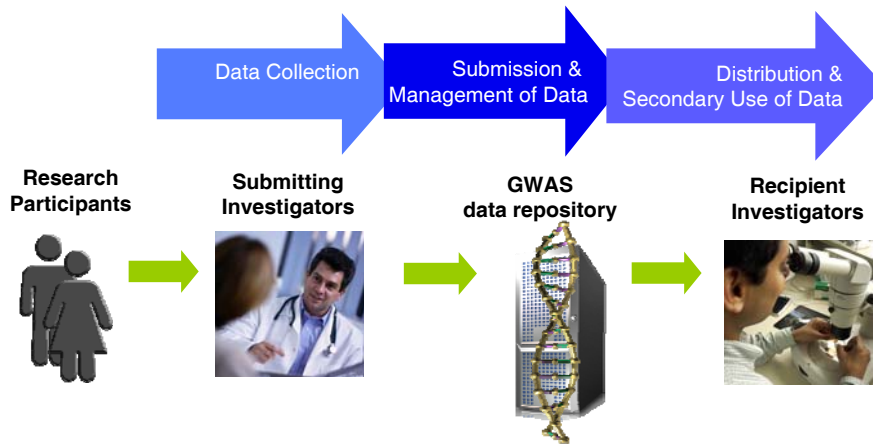 Data Collection
Submission &
Management of Data
Distribution &
Secondary Use of Data
Research
Participants
Submitting
Investigators
GWAS
data repository
Recipient
Investigators